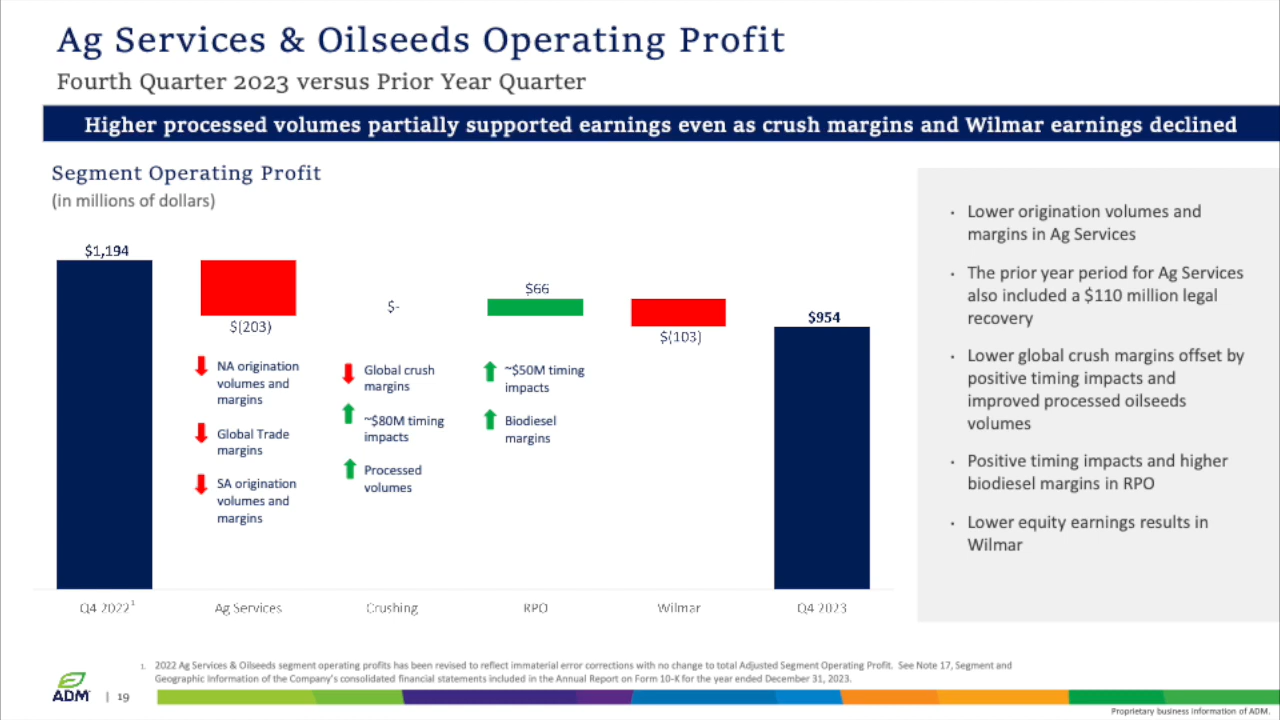 Ag Services & Oilseeds Operating Profit
Fourth Quarter 2023 versus Prior Year Quarter
Higher processed volumes partially supported earnings even as crush margins and Wilmar earnings declined
Segment Operating Profit
(in millions of dollars)
$1,194
$(203)
$-
$66
$(103)
$954
NA origination
volumes and
margins
Global Trade
margins
SA origination
volumes and
margins
Global crush
margins
~$80M timing
impacts
Processed
volumes
~$50M timing
impacts
Biodiesel
margins
Q4 2022¹
Ag Services
Crushing
RPO
Wilmar
Q4 2023
· Lower origination volumes and
margins in Ag Services
· The prior year period for Ag Services
also included a $110 million legal
recovery
· Lower global crush margins offset by
positive timing impacts and
improved processed oilseeds
volumes
· Positive timing impacts and higher
biodiesel margins in RPO
· Lower equity earnings results in
Wilmar
1. 2022 Ag Services & Oilseeds segment operating profits has been revised to reflect immaterial error corrections with no change to total Adjusted Segment Operating Profit. See Note 17, Segment and
Geographic Information of the Company's consolidated financial statements included in the Annual Report on Form 10-K for the year ended December 31, 2023.
ADM
| 19
Proprietary business information of ADM.